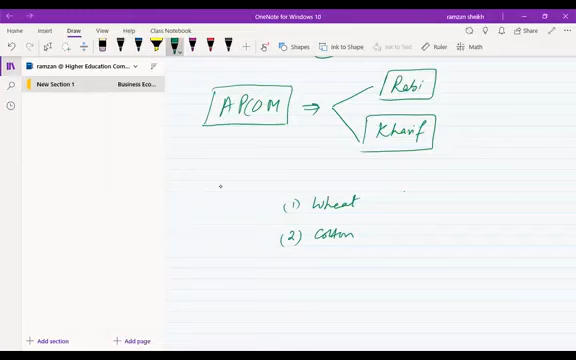 OneNote for Windows 10
ramzan sheikh
Home Insert Draw View Help Class Notebook
Share
Shapes Ink to Shape Ink to Text Ruler Math
ramzan @ Higher Education Com...
New Section 1
Business Eco...
APCOM ⇒ Rabi
Kharif
(1) Wheat
(2) Cotton
+ Add section + Add page